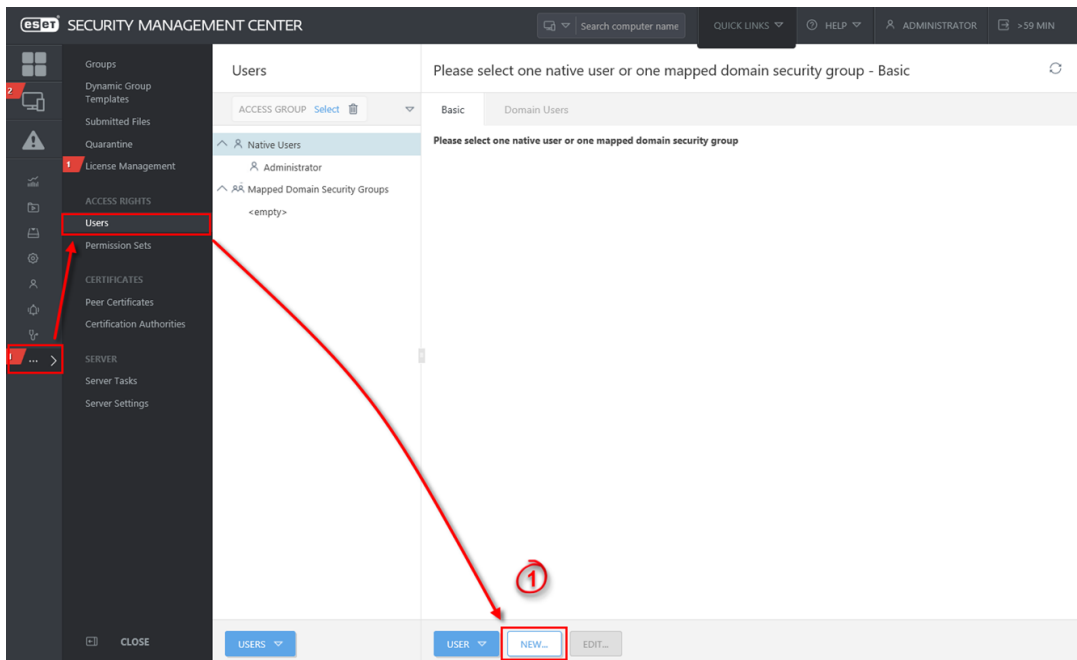 eseT SECURITY MANAGEMENT CENTER
Search computer name
QUICK LINKS
HELP
ADMINISTRATOR
>59 MIN
2
1
1
...
Groups
Dynamic Group
Templates
Submitted Files
Quarantine
License Management
ACCESS RIGHTS
Users
Permission Sets
CERTIFICATES
Peer Certificates
Certification Authorities
SERVER
Server Tasks
Server Settings
CLOSE
Users
ACCESS GROUP Select
Native Users
Administrator
Mapped Domain Security Groups
<empty>
USERS
Please select one native user or one mapped domain security group - Basic
Basic
Domain Users
Please select one native user or one mapped domain security group
1
USER
NEW...
EDIT...